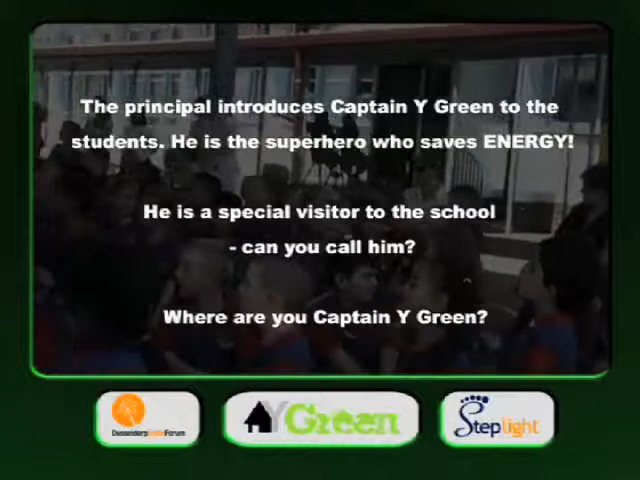 The principal introduces Captain Y Green to the
students. He is the superhero who saves ENERGY!
He is a special visitor to the school
- can you call him?
Where are you Captain Y Green?
YGreen
Steplight